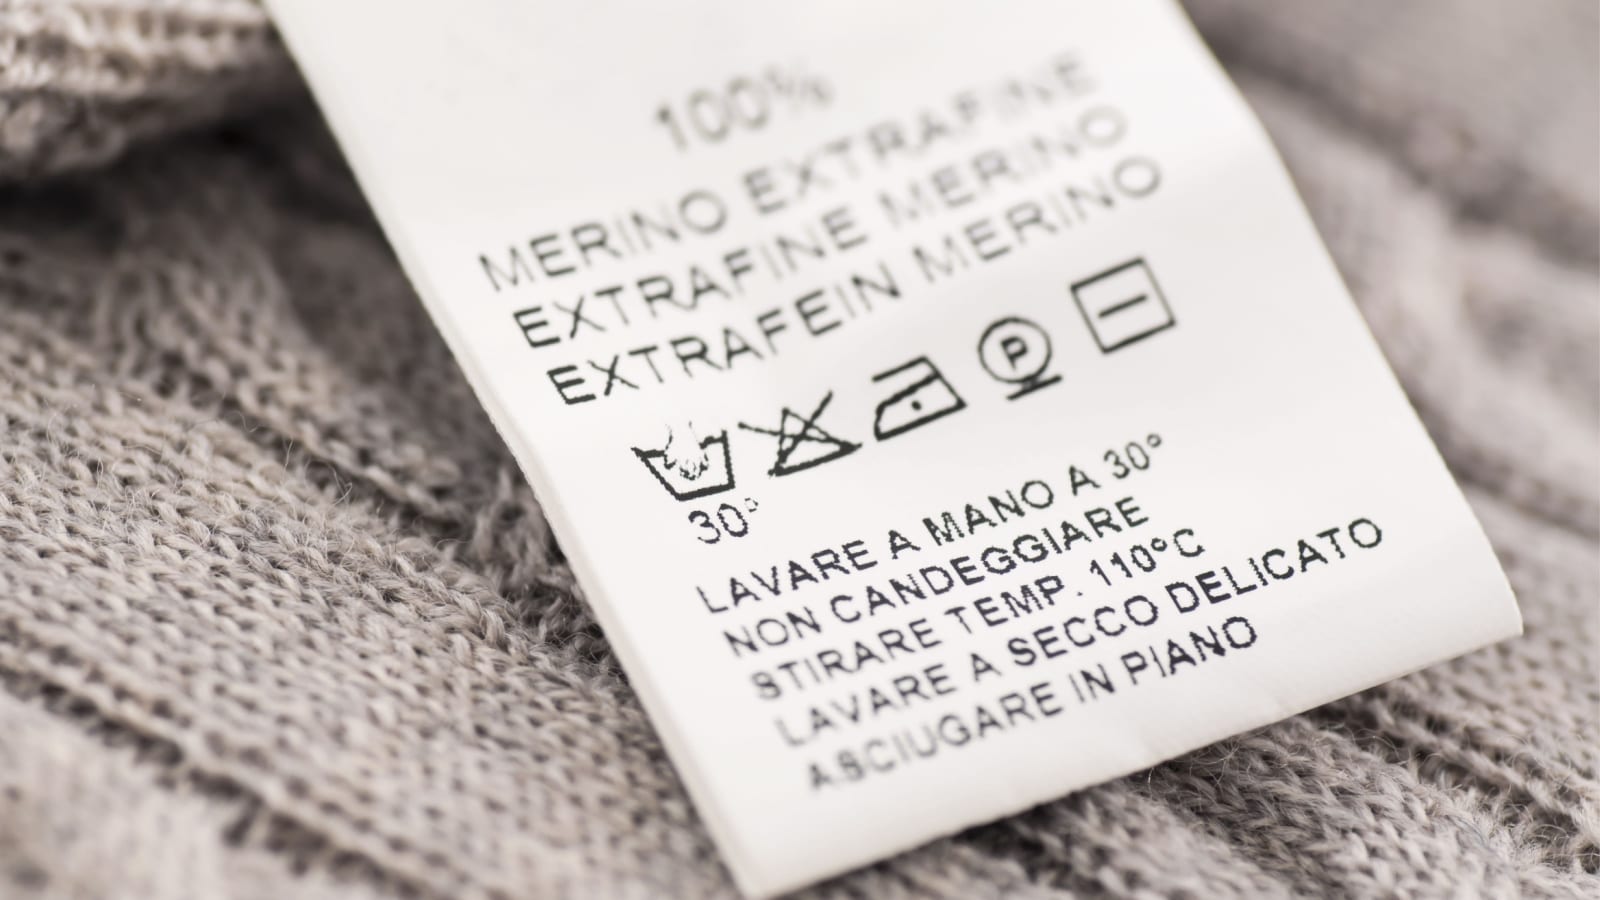 100%
MERINO EXTRAFINE
EXTRAFINE MERINO
EXTRAFEIN MERINO
P
30°
LAVARE A MANO A 30°
NON CANDEGGIARE
STIRARE TEMP. 110°C
LAVARE A SECCO DELICATO
ASCIUGARE IN PIANO